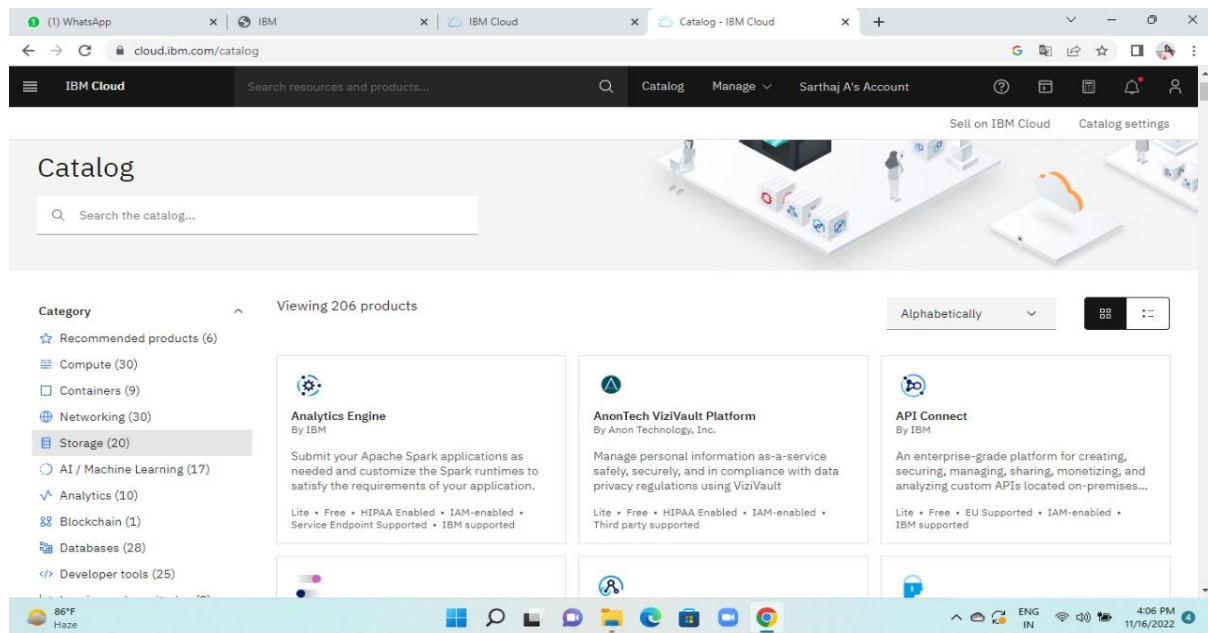 (1) WhatsApp
IBM
IBM Cloud
Catalog - IBM Cloud
cloud.ibm.com/catalog
IBM Cloud
Search resources and products...
Catalog
Manage
Sarthaj A's Account
Sell on IBM Cloud
Catalog settings
Catalog
Search the catalog...
Category
Recommended products (6)
Compute (30)
Containers (9)
Networking (30)
Storage (20)
AI / Machine Learning (17)
Analytics (10)
Blockchain (1)
Databases (28)
Developer tools (25)
Viewing 206 products
Alphabetically
Analytics Engine
By IBM
Submit your Apache Spark applications as
needed and customize the Spark runtimes to
satisfy the requirements of your application.
Lite • Free • HIPAA Enabled • IAM-enabled •
Service Endpoint Supported • IBM supported
AnonTech ViziVault Platform
By Anon Technology, Inc.
Manage personal information as-a-service
safely, securely, and in compliance with data
privacy regulations using ViziVault
Lite • Free • HIPAA Enabled • IAM-enabled •
Third party supported
API Connect
By IBM
An enterprise-grade platform for creating,
securing, managing, sharing, monetizing, and
analyzing custom APIs located on-premises...
Lite • Free • EU Supported • IAM-enabled •
IBM supported
86°F
Haze
ENG
IN
4:06 PM
11/16/2022
4